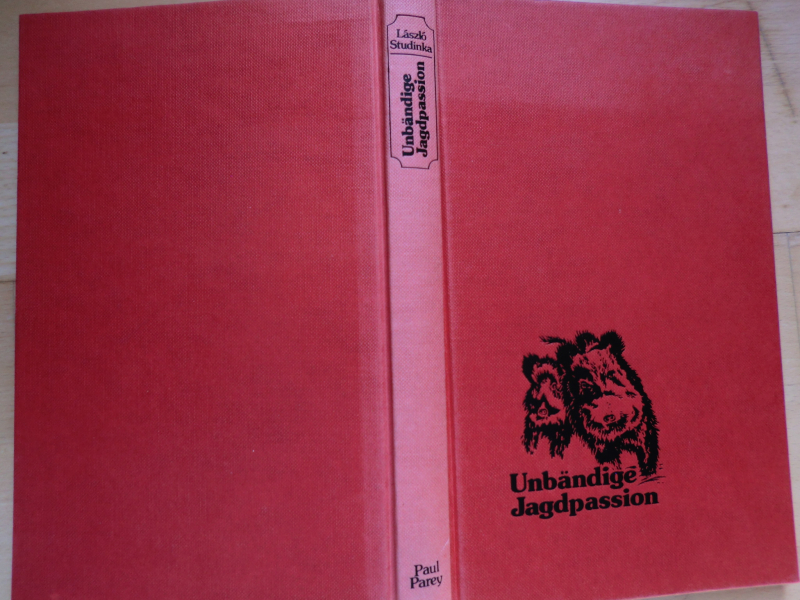 László
Studinka
Unbändige
Jagdpassion
Paul
Parey
Unbändige
Jagdpassion